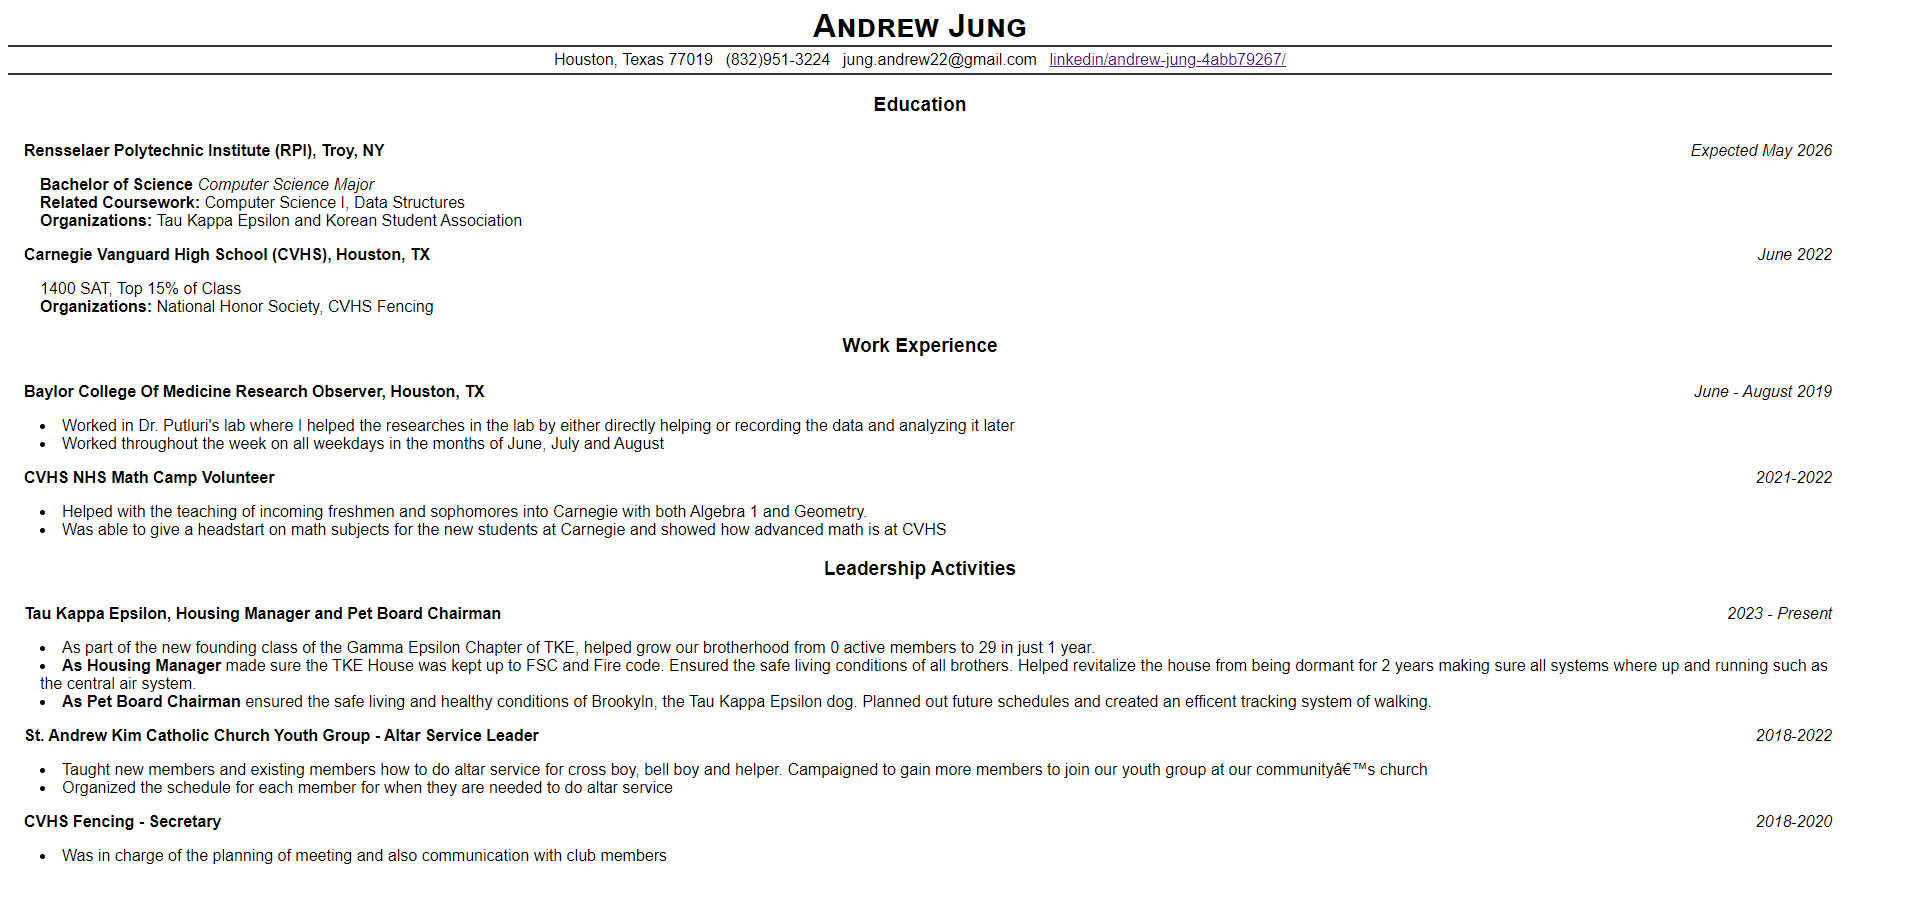 Andrew Jung
Houston, Texas 77019 (832)951-3224 jung.andrew22@gmail.com linkedin/andrew-jung-4abb79267/
Education
Rensselaer Polytechnic Institute (RPI), Troy, NY Expected May 2026
Bachelor of Science Computer Science Major
Related Coursework: Computer Science I, Data Structures
Organizations: Tau Kappa Epsilon and Korean Student Association
Carnegie Vanguard High School (CVHS), Houston, TX June 2022
1400 SAT, Top 15% of Class
Organizations: National Honor Society, CVHS Fencing
Work Experience
Baylor College Of Medicine Research Observer, Houston, TX June - August 2019
• Worked in Dr. Putluri's lab where I helped the researches in the lab by either directly helping or recording the data and analyzing it later
• Worked throughout the week on all weekdays in the months of June, July and August
CVHS NHS Math Camp Volunteer 2021-2022
• Helped with the teaching of incoming freshmen and sophomores into Carnegie with both Algebra 1 and Geometry.
• Was able to give a headstart on math subjects for the new students at Carnegie and showed how advanced math is at CVHS
Leadership Activities
Tau Kappa Epsilon, Housing Manager and Pet Board Chairman 2023 - Present
• As part of the new founding class of the Gamma Epsilon Chapter of TKE, helped grow our brotherhood from 0 active members to 29 in just 1 year.
• As Housing Manager made sure the TKE House was kept up to FSC and Fire code. Ensured the safe living conditions of all brothers. Helped revitalize the house from being dormant for 2 years making sure all systems where up and running such as
the central air system.
• As Pet Board Chairman ensured the safe living and healthy conditions of Brookyln, the Tau Kappa Epsilon dog. Planned out future schedules and created an efficent tracking system of walking.
St. Andrew Kim Catholic Church Youth Group - Altar Service Leader 2018-2022
• Taught new members and existing members how to do altar service for cross boy, bell boy and helper. Campaigned to gain more members to join our youth group at our communityâ€™s church
• Organized the schedule for each member for when they are needed to do altar service
CVHS Fencing - Secretary 2018-2020
• Was in charge of the planning of meeting and also communication with club members